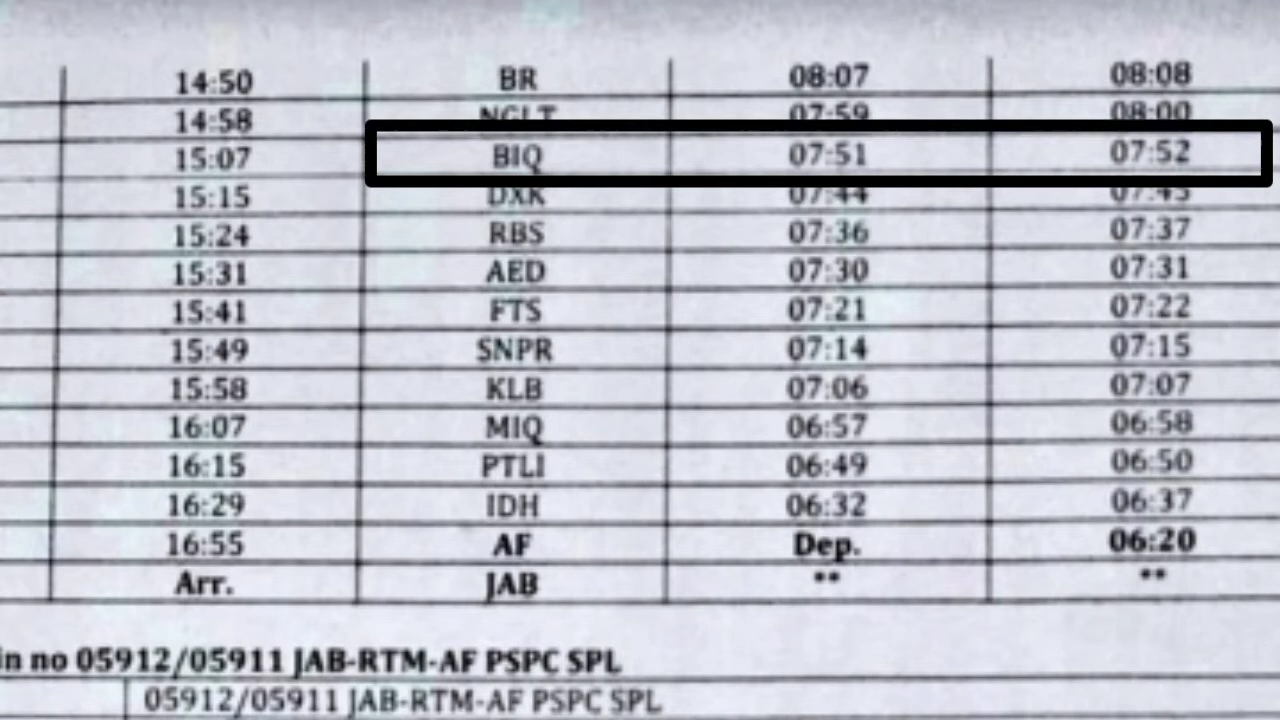 14:50 BR 08:07 08:08
14:58 NGLT 07:59 08:00
15:07 BIQ 07:51 07:52
15:15 DXK 07:44 07:45
15:24 RBS 07:36 07:37
15:31 AED 07:30 07:31
15:41 FTS 07:21 07:22
15:49 SNPR 07:14 07:15
15:58 KLB 07:06 07:07
16:07 MIQ 06:57 06:58
16:15 PTLI 06:49 06:50
16:29 IDH 06:32 06:37
16:55 AF Dep. 06:20
Arr. JAB ** **
in no 05912/05911 JAB-RTM-AF PSPC SPL
05912/05911 JAB-RTM-AF PSPC SPL